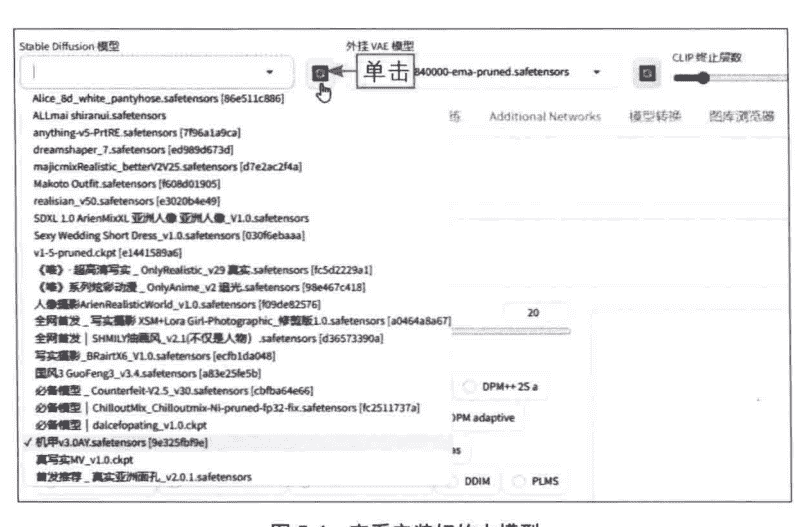 Stable Diffusion 模型
外挂 VAE 模型
CLIP 终止层数
单击
840000-ema-pruned.safetensors
Alice_8d_white_pantyhose.safetensors [86e511c886]
ALLmai shiranui.safetensors
anything-v5-PrtRE.safetensors [7f96a1a9ca]
练 Additional Networks 模型转换 图库浏览器
dreamshaper_7.safetensors [ed989d673d]
majicmixRealistic_betterV2V25.safetensors [d7e2ac2f4a]
Makoto Outfit.safetensors [f608d01905]
realisian_v50.safetensors [e3020b4e49]
SDXL 1.0 ArienMixXL 亚洲人像 亚洲人像_V1.0.safetensors
Sexy Wedding Short Dress_v1.0.safetensors [030f6ebaaa]
v1-5-pruned.ckpt [e1441589a6]
《唯》· 超高清写实 _ OnlyRealistic_v29 真实.safetensors [fc5d2229a1]
《唯》系列炫彩动漫 _ OnlyAnime_v2 追光.safetensors [98e467c418]
人像摄影ArienRealisticWorld_v1.0.safetensors [f09de82576]
20
全网首发 _ 写实摄影 XSM+Lora Girl-Photographic_修剪版1.0.safetensors [a0464a8a67]
全网首发 | SHMILY油画风_v2.1(不仅是人物）.safetensors [d36573390a]
写实摄影_BRairtX6_V1.0.safetensors [ecfb1da048]
国风3 GuoFeng3_v3.4.safetensors [a83e25fe5b]
DPM++ 2S a
必备模型 _ Counterfeit-V2.5_v30.safetensors [cbfba64e66]
必备模型 | ChilloutMix_Chilloutmix-Ni-pruned-fp32-fix.safetensors [fc2511737a]
DPM adaptive
必备模型 | dalcefopating_v1.0.ckpt
✓ 机甲v3.0AY.safetensors [9e325fbf9e]
as
真写实MV_v1.0.ckpt
首发推荐 _ 真实亚洲面孔_v2.0.1.safetensors
DDIM PLMS